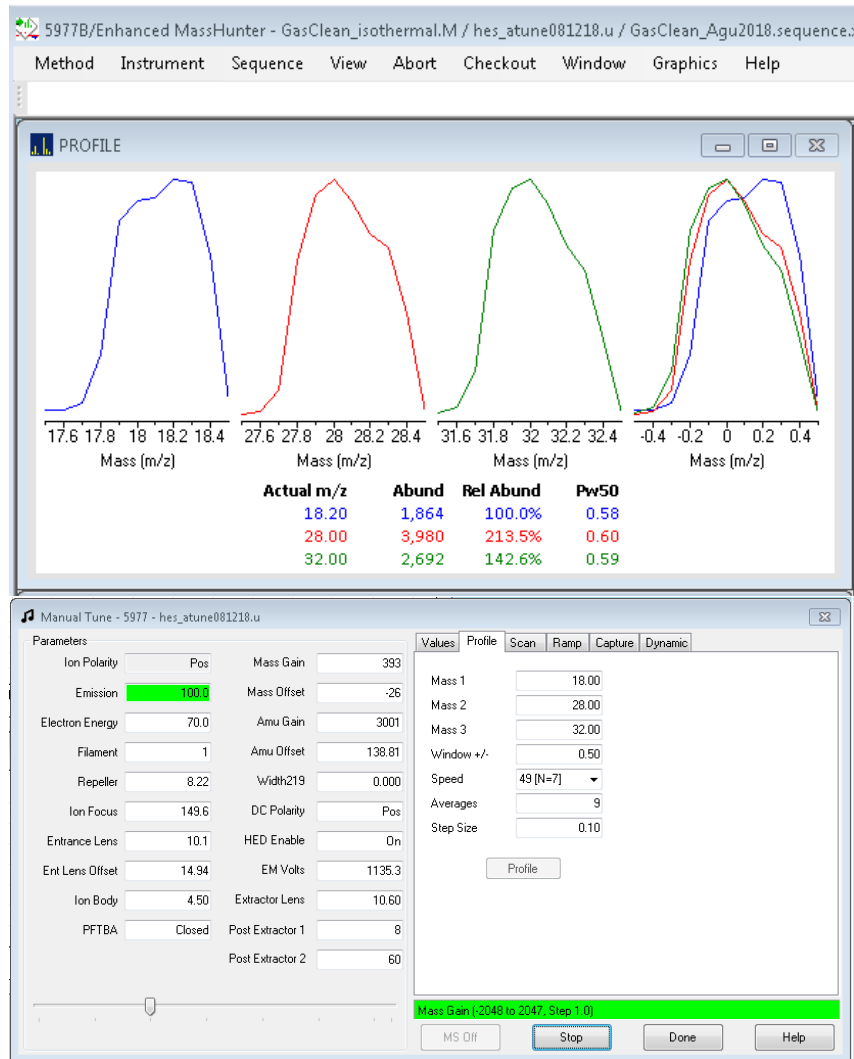 5977B/Enhanced MassHunter - GasClean_isothermal.M / hes_atune081218.u / GasClean_Agu2018.sequence.x
Method Instrument Sequence View Abort Checkout Window Graphics Help
PROFILE
17.6 17.8 18 18.2 18.4 27.6 27.8 28 28.2 28.4 31.6 31.8 32 32.2 32.4 -0.4 -0.2 0 0.2 0.4
Mass (m/z) Mass (m/z) Mass (m/z) Mass (m/z)
Actual m/z Abund Rel Abund Pw50
18.20 1,864 100.0% 0.58
28.00 3,980 213.5% 0.60
32.00 2,692 142.6% 0.59
Manual Tune - 5977 - hes_atune081218.u
Parameters
Ion Polarity Pos Mass Gain 393
Emission 100.0 Mass Offset -26
Electron Energy 70.0 Amu Gain 3001
Filament 1 Amu Offset 138.81
Repeller 8.22 Width219 0.000
Ion Focus 149.6 DC Polarity Pos
Entrance Lens 10.1 HED Enable On
Ent Lens Offset 14.94 EM Volts 1135.3
Ion Body 4.50 Extractor Lens 10.60
PFTBA Closed Post Extractor 1 8
Post Extractor 2 60
Values Profile Scan Ramp Capture Dynamic
Mass 1 18.00
Mass 2 28.00
Mass 3 32.00
Window +/- 0.50
Speed 49 [N=7]
Averages 9
Step Size 0.10
Profile
Mass Gain (-2048 to 2047, Step 1.0)
MS Off Stop Done Help